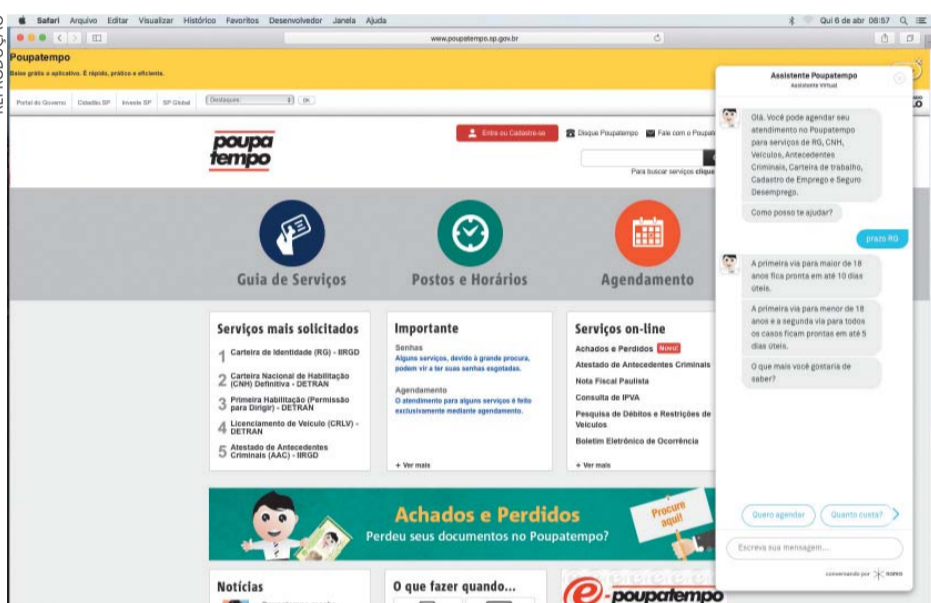 REPRODUÇÃO
Safari Arquivo Editar Visualizar Histórico Favoritos Desenvolvedor Janela Ajuda
Qui 6 de abr 08:57
www.poupatempo.sp.gov.br
Poupatempo
Baixe grátis o aplicativo. É rápido, prático e eficiente.
Portal do Governo Cidadão.SP Investe SP SP Global Destaques: OK
poupa
tempo
Entre ou Cadastre-se Disque Poupatempo Fale com o Poupat
Para buscar serviços clique
Guia de Serviços
Postos e Horários
Agendamento
Serviços mais solicitados
1 Carteira de Identidade (RG) - IIRGD
2 Carteira Nacional de Habilitação
(CNH) Definitiva - DETRAN
3 Primeira Habilitação (Permissão
para Dirigir) - DETRAN
4 Licenciamento de Veículo (CRLV) -
DETRAN
5 Atestado de Antecedentes
Criminais (AAC) - IIRGD
Importante
Senhas
Alguns serviços, devido à grande procura,
podem vir a ter suas senhas esgotadas.
Agendamento
O atendimento para alguns serviços é feito
exclusivamente mediante agendamento.
+ Ver mais
Serviços on-line
Achados e Perdidos Novo!
Atestado de Antecedentes Criminais
Nota Fiscal Paulista
Consulta de IPVA
Pesquisa de Débitos e Restrições de
Veículos
Boletim Eletrônico de Ocorrência
+ Ver mais
Achados e Perdidos
Perdeu seus documentos no Poupatempo?
Procure
aqui!
Notícias
O que fazer quando...
e-poupatempo
Assistente Poupatempo
Assistente Virtual
Olá. Você pode agendar seu
atendimento no Poupatempo
para serviços de RG, CNH,
Veículos, Antecedentes
Criminais, Carteira de trabalho,
Cadastro de Emprego e Seguro
Desemprego.
Como posso te ajudar?
prazo RG
A primeira via para maior de 18
anos fica pronta em até 10 dias
úteis.
A primeira via para menor de 18
anos e a segunda via para todos
os casos ficam prontas em até 5
dias úteis.
O que mais você gostaria de
saber?
Quero agendar Quanto custa?
Escreva sua mensagem...
conversando por nama